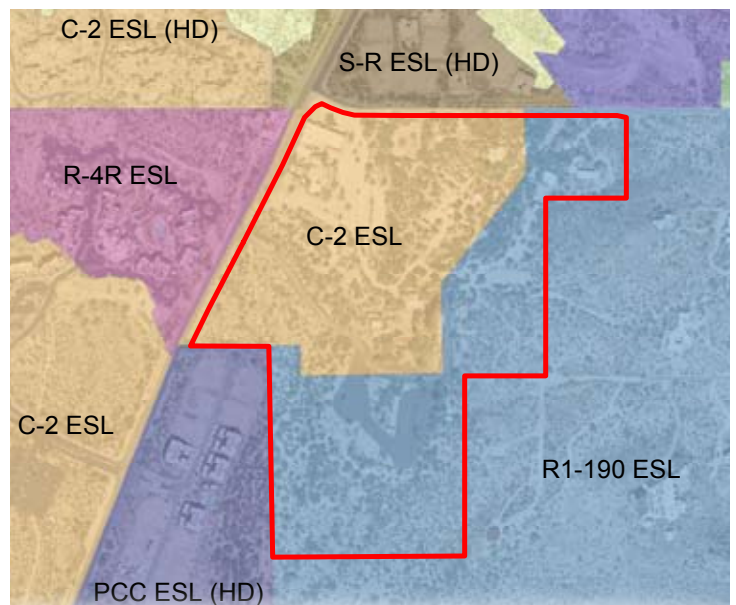 C-2 ESL (HD)
S-R ESL (HD)
R-4R ESL
C-2 ESL
C-2 ESL
R1-190 ESL
PCC ESL (HD)